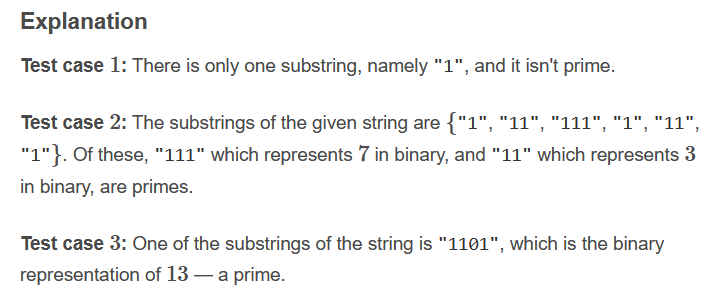 Explanation
Test case 1: There is only one substring, namely "1", and it isn't prime.
Test case 2: The substrings of the given string are {"1", "11", "111", "1", "11",
"1"}. Of these, "111" which represents 7 in binary, and "11" which represents 3
in binary, are primes.
Test case 3: One of the substrings of the string is "1101", which is the binary
representation of 13 — a prime.